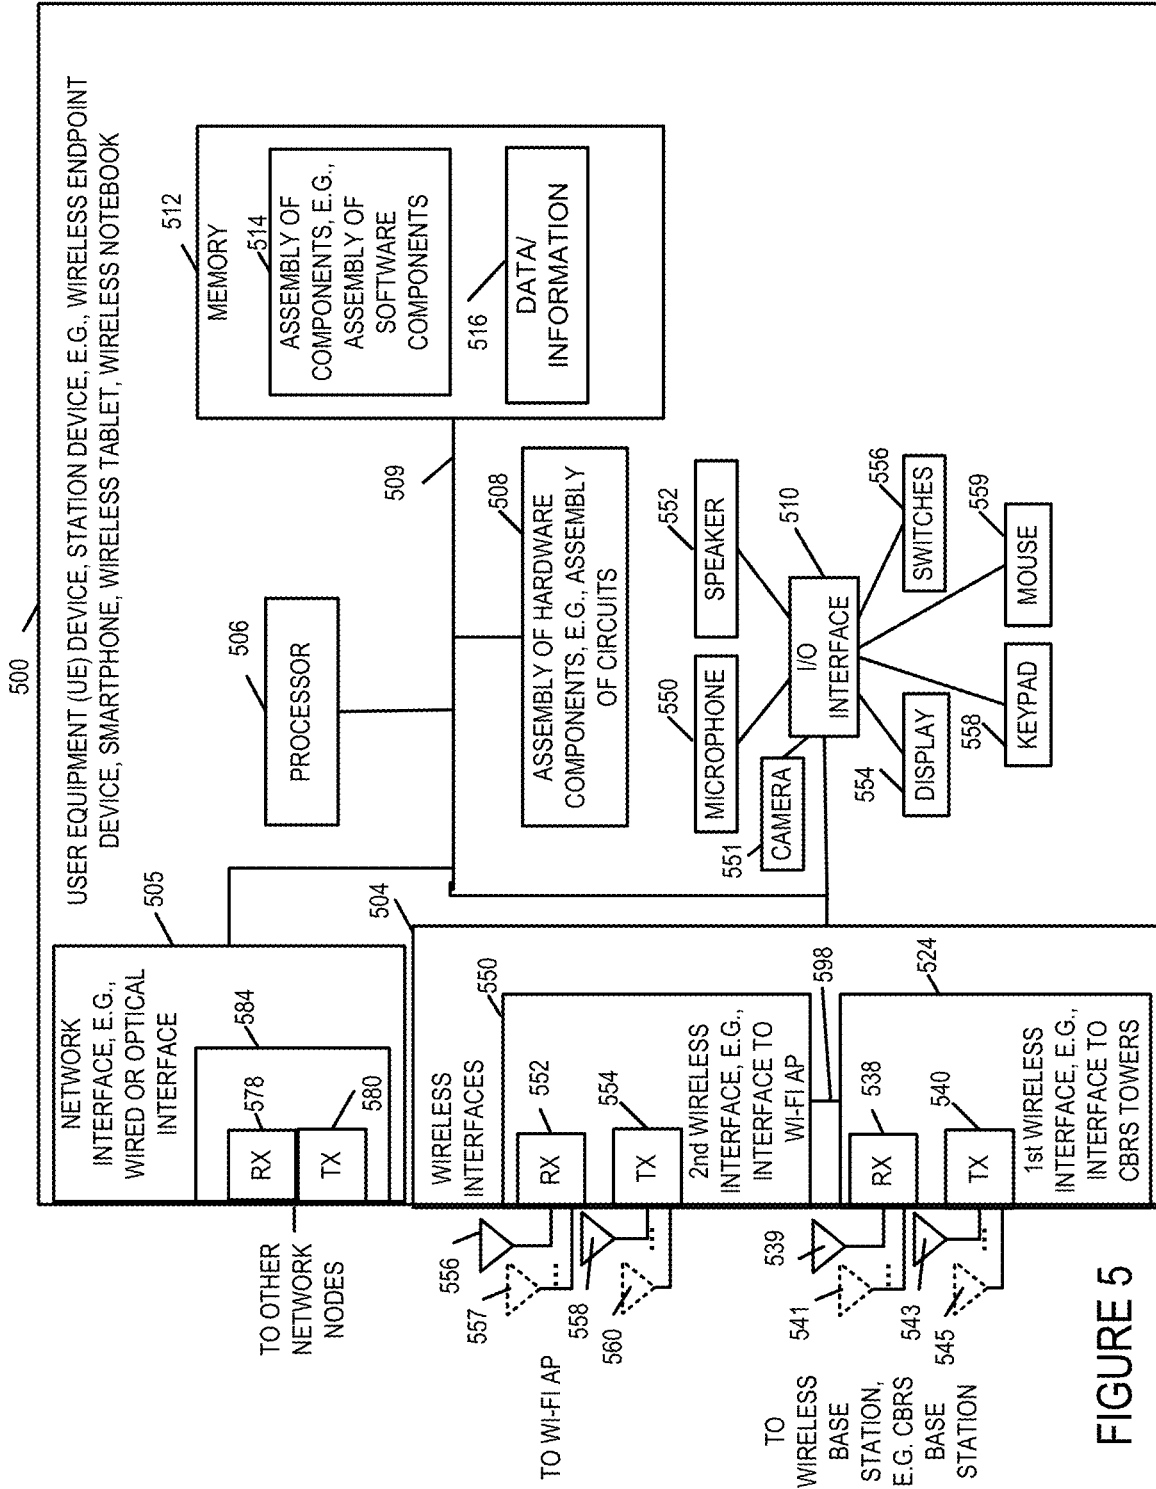 500
USER EQUIPMENT (UE) DEVICE, STATION DEVICE, E.G., WIRELESS ENDPOINT
DEVICE, SMARTPHONE, WIRELESS TABLET, WIRELESS NOTEBOOK
NETWORK
INTERFACE, E.G.,
WIRED OR OPTICAL
INTERFACE
505
584
578
RX
580
TX
TO OTHER
NETWORK
NODES
506
PROCESSOR
512
MEMORY
514
ASSEMBLY OF
COMPONENTS, E.G.,
ASSEMBLY OF
SOFTWARE
COMPONENTS
516
DATA/
INFORMATION
509
508
ASSEMBLY OF HARDWARE
COMPONENTS, E.G., ASSEMBLY
OF CIRCUITS
504
WIRELESS
INTERFACES
550
552
RX
554
TX
2nd WIRELESS
INTERFACE, E.G.,
INTERFACE TO
WI-FI AP
556
557
558
560
TO WI-FI AP
598
524
538
RX
540
TX
1st WIRELESS
INTERFACE, E.G.,
INTERFACE TO
CBRS TOWERS
539
541
543
545
TO
WIRELESS
BASE
STATION,
E.G. CBRS
BASE
STATION
550
MICROPHONE
552
SPEAKER
551
CAMERA
510
I/O
INTERFACE
554
DISPLAY
556
SWITCHES
558
KEYPAD
559
MOUSE
FIGURE 5